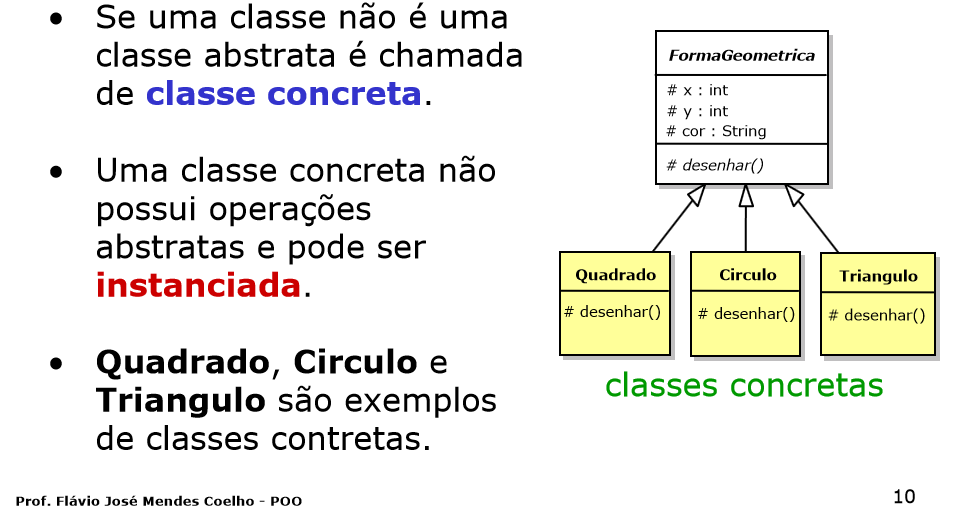 • Se uma classe não é uma
classe abstrata é chamada
de classe concreta.
• Uma classe concreta não
possui operações
abstratas e pode ser
instanciada.
• Quadrado, Circulo e
Triangulo são exemplos
de classes contretas.
FormaGeometrica
# x : int
# y : int
# cor : String
# desenhar()
Quadrado
# desenhar()
Circulo
# desenhar()
Triangulo
# desenhar()
classes concretas
Prof. Flávio José Mendes Coelho - POO
10